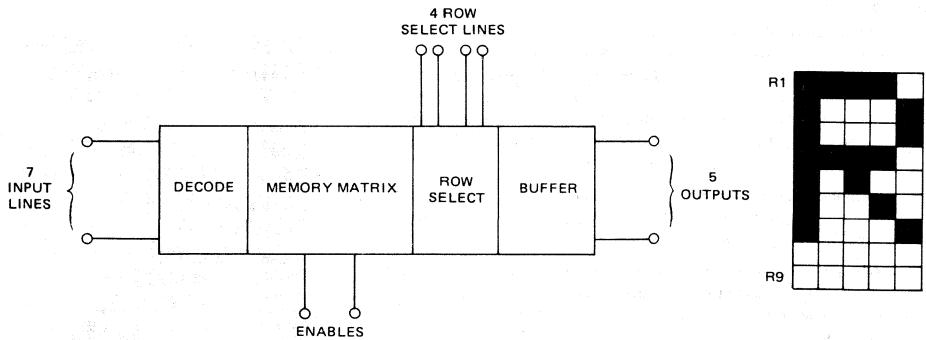 4 ROW
SELECT LINES
R1
7
INPUT
LINES
DECODE
MEMORY MATRIX
ROW
SELECT
BUFFER
5
OUTPUTS
R9
ENABLES